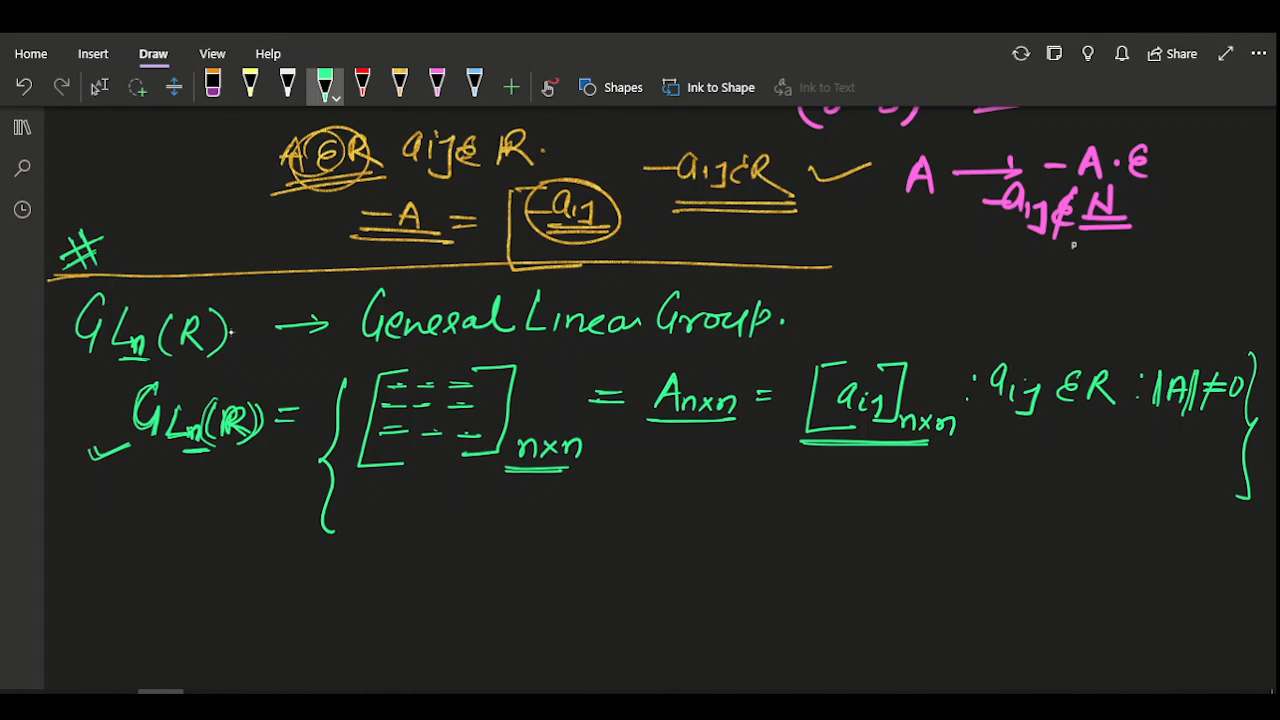 Home Insert Draw View Help Share
Shapes Ink to Shape Ink to Text
A ∈ R aij ∈ R. -aij ∈ R ✓ A → -A · ∈
-A = [-aij -aij ∉ N
#
GLn(R) → General Linear Group.
GLn(R) = { [ ]n×n = An×n = [aij]n×n : aij ∈ R : ||A|| ≠ 0 }